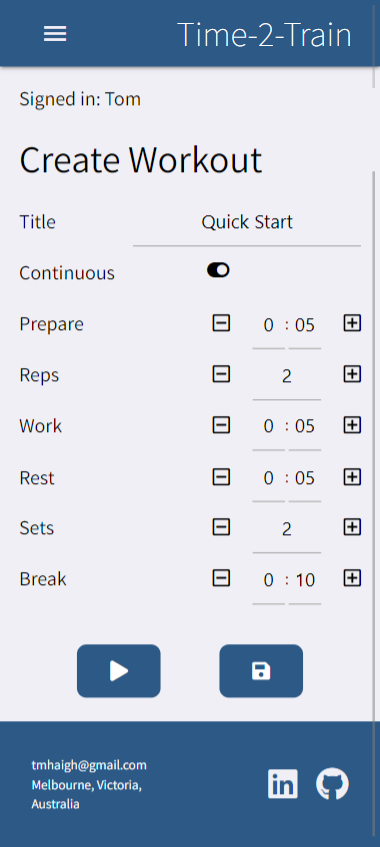 Time-2-Train
Signed in: Tom
Create Workout
Title Quick Start
Continuous
Prepare 0 : 05
Reps 2
Work 0 : 05
Rest 0 : 05
Sets 2
Break 0 : 10
tmhaigh@gmail.com
Melbourne, Victoria,
Australia
in